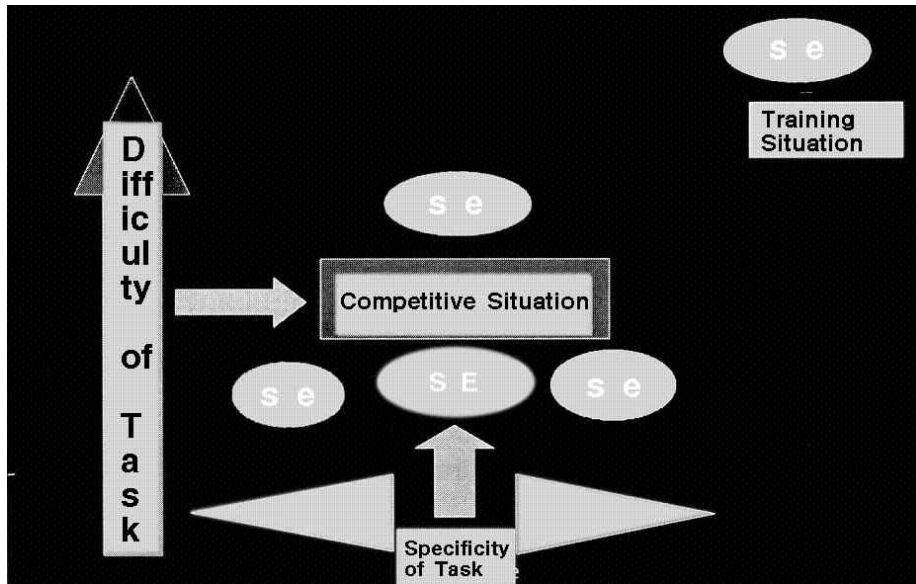 s e
Training
Situation
D
iff
ic
ul
ty
of
T
a
s
k
s e
Competitive Situation
s e
S E
s e
Specificity
of Task
e